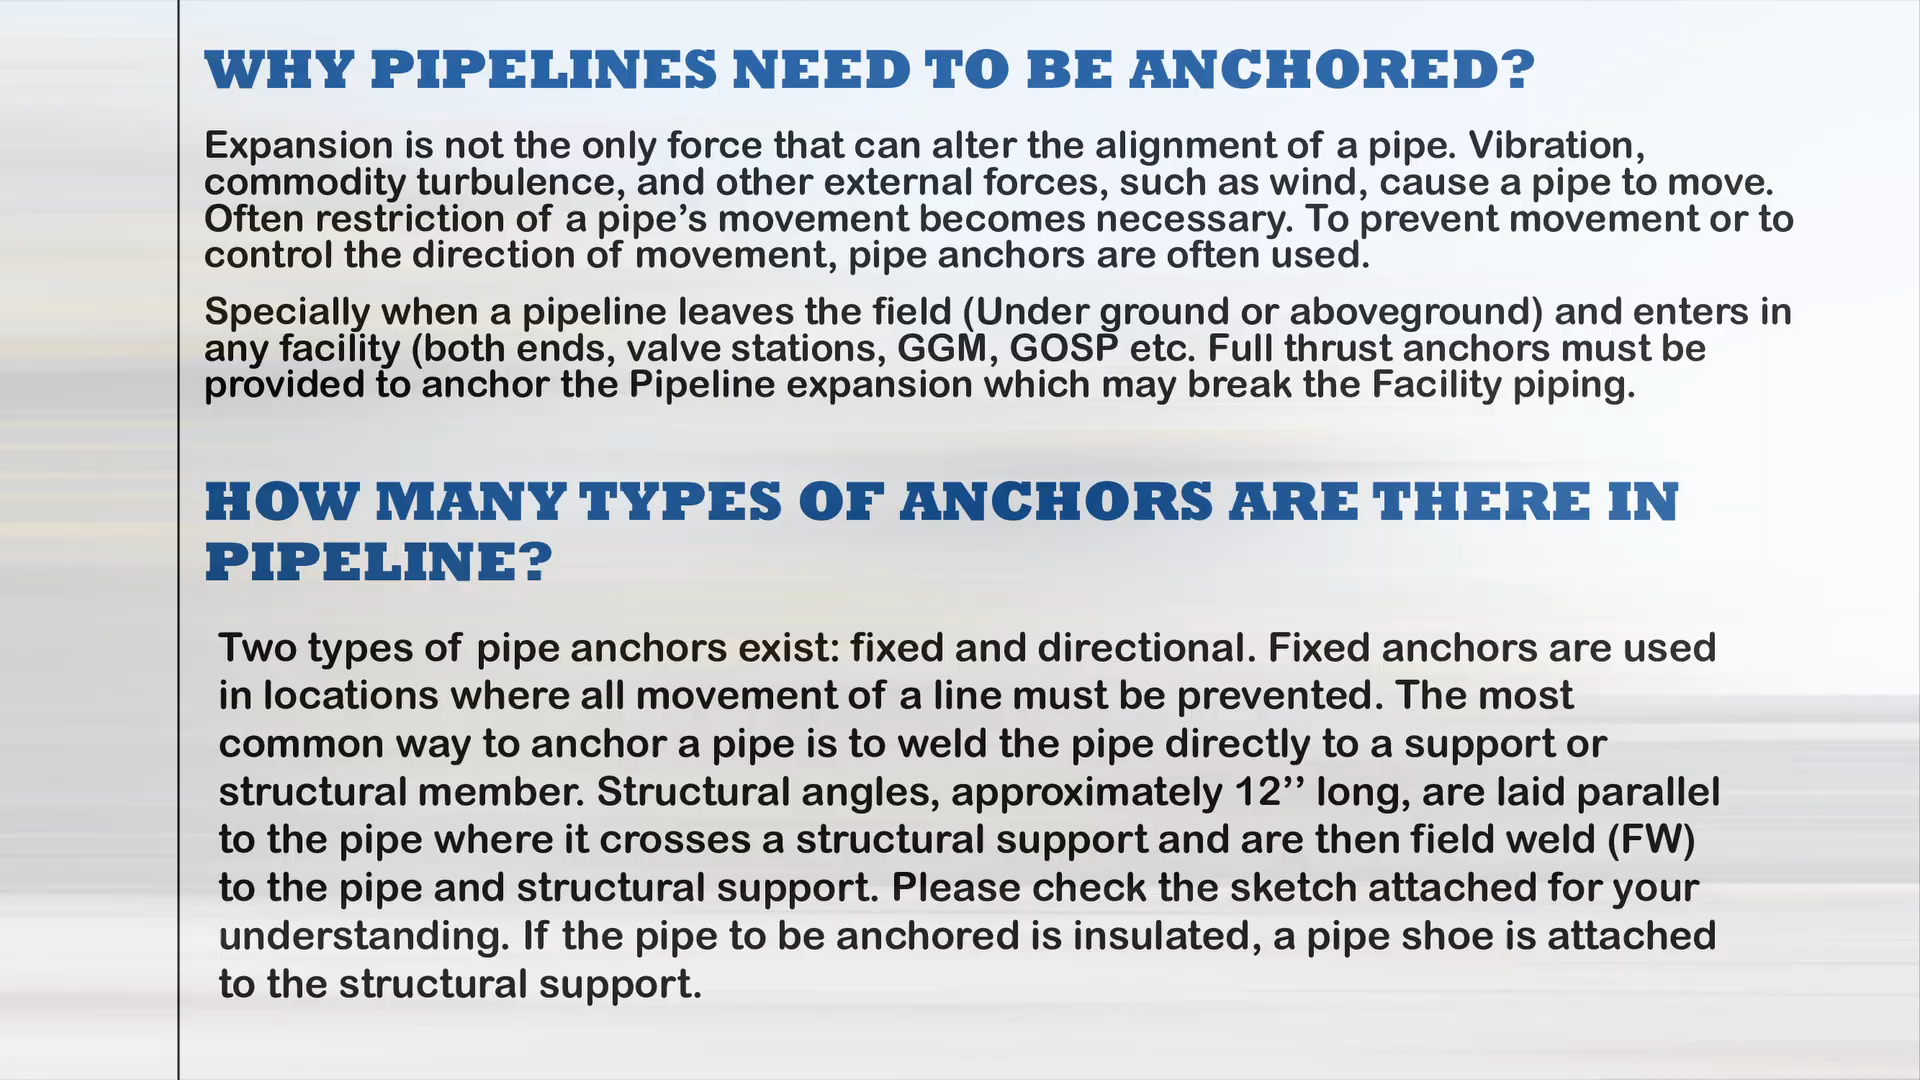 WHY PIPELINES NEED TO BE ANCHORED?
Expansion is not the only force that can alter the alignment of a pipe. Vibration,
commodity turbulence, and other external forces, such as wind, cause a pipe to move.
Often restriction of a pipe’s movement becomes necessary. To prevent movement or to
control the direction of movement, pipe anchors are often used.
Specially when a pipeline leaves the field (Under ground or aboveground) and enters in
any facility (both ends, valve stations, GGM, GOSP etc. Full thrust anchors must be
provided to anchor the Pipeline expansion which may break the Facility piping.
HOW MANY TYPES OF ANCHORS ARE THERE IN
PIPELINE?
Two types of pipe anchors exist: fixed and directional. Fixed anchors are used
in locations where all movement of a line must be prevented. The most
common way to anchor a pipe is to weld the pipe directly to a support or
structural member. Structural angles, approximately 12’’ long, are laid parallel
to the pipe where it crosses a structural support and are then field weld (FW)
to the pipe and structural support. Please check the sketch attached for your
understanding. If the pipe to be anchored is insulated, a pipe shoe is attached
to the structural support.